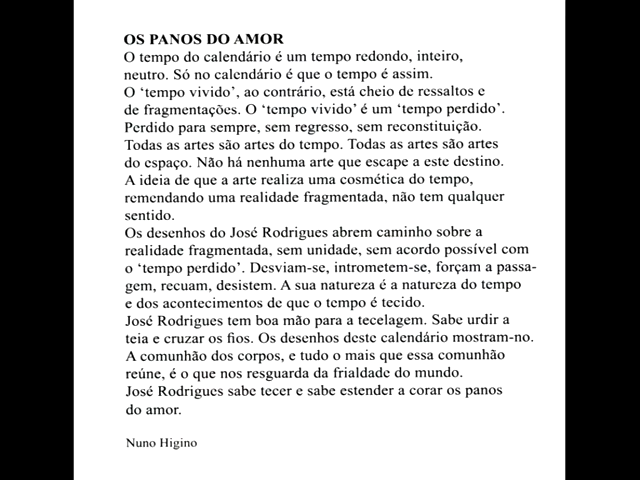 OS PANOS DO AMOR
O tempo do calendário é um tempo redondo, inteiro,
neutro. Só no calendário é que o tempo é assim.
O ‘tempo vivido’, ao contrário, está cheio de ressaltos e
de fragmentações. O ‘tempo vivido’ é um ‘tempo perdido’.
Perdido para sempre, sem regresso, sem reconstituição.
Todas as artes são artes do tempo. Todas as artes são artes
do espaço. Não há nenhuma arte que escape a este destino.
A ideia de que a arte realiza uma cosmética do tempo,
remendando uma realidade fragmentada, não tem qualquer
sentido.
Os desenhos do José Rodrigues abrem caminho sobre a
realidade fragmentada, sem unidade, sem acordo possível com
o ‘tempo perdido’. Desviam-se, intrometem-se, forçam a passa-
gem, recuam, desistem. A sua natureza é a natureza do tempo
e dos acontecimentos de que o tempo é tecido.
José Rodrigues tem boa mão para a tecelagem. Sabe urdir a
teia e cruzar os fios. Os desenhos deste calendário mostram-no.
A comunhão dos corpos, e tudo o mais que essa comunhão
reúne, é o que nos resguarda da frialdade do mundo.
José Rodrigues sabe tecer e sabe estender a corar os panos
do amor.
Nuno Higino